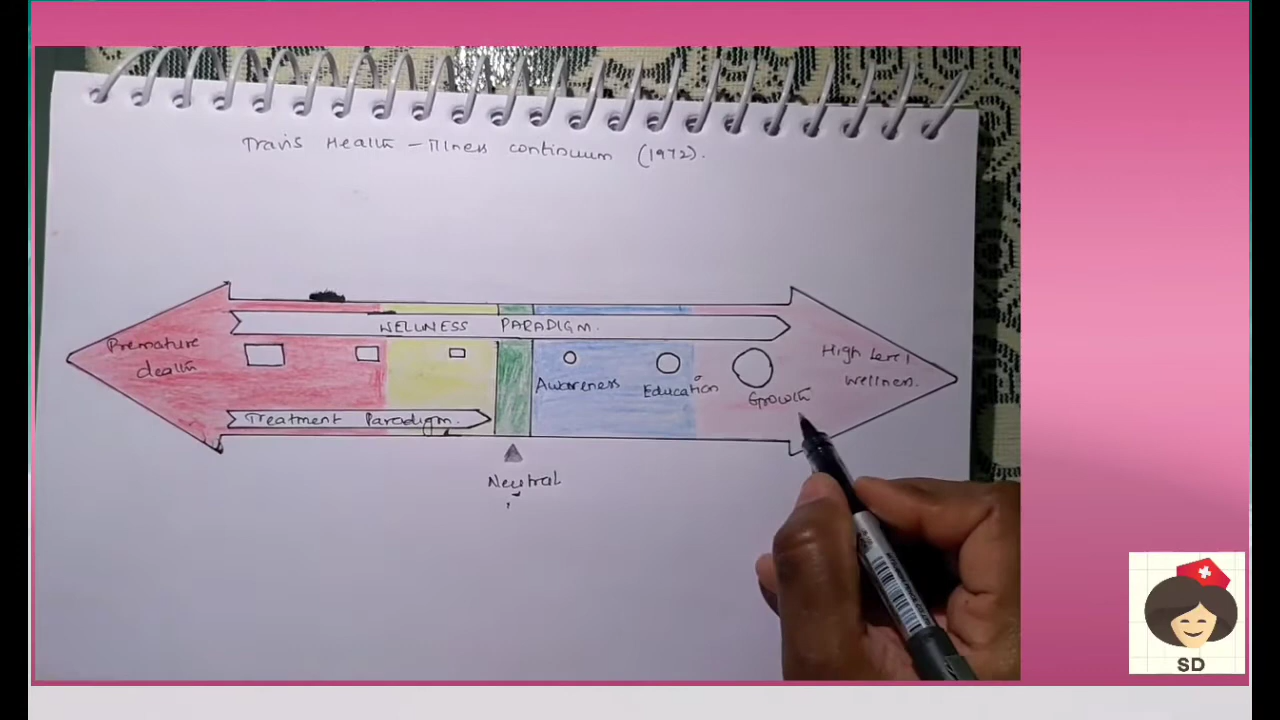 Travis Health - Illness continuum (1972).
WELLNESS PARADIGM.
Premature death
High Level Wellness.
Awareness
Education
Growth
Treatment Paradigm.
Neutral
SD